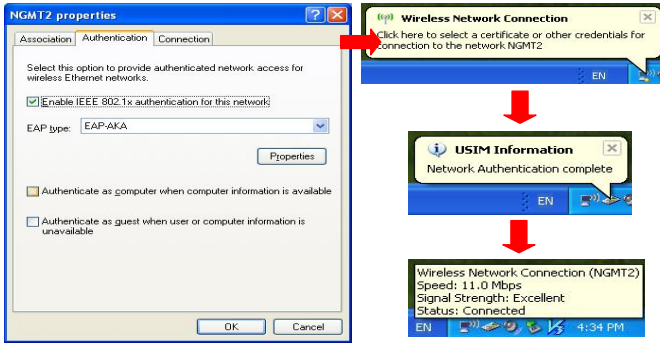 NGMT2 properties
Association
Authentication
Connection
Select this option to provide authenticated network access for
wireless Ethernet networks.
Enable IEEE 802.1x authentication for this network
EAP type:
EAP-AKA
Properties
Authenticate as computer when computer information is available
Authenticate as guest when user or computer information is
unavailable
OK
Cancel
Wireless Network Connection
Click here to select a certificate or other credentials for
connection to the network NGMT2
EN
USIM Information
Network Authentication complete
EN
Wireless Network Connection (NGMT2)
Speed: 11.0 Mbps
Signal Strength: Excellent
Status: Connected
EN
4:34 PM